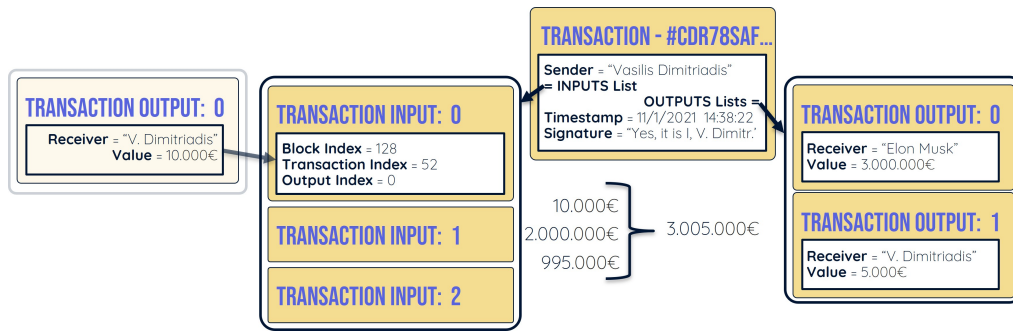 TRANSACTION OUTPUT: 0
Receiver = “V. Dimitriadis”
Value = 10.000€
TRANSACTION INPUT: 0
Block Index = 128
Transaction Index = 52
Output Index = 0
TRANSACTION INPUT: 1
TRANSACTION INPUT: 2
TRANSACTION - #CDR78SAF...
Sender = “Vasilis Dimitriadis”
= INPUTS List
OUTPUTS Lists =
Timestamp = 11/1/2021 14:38:22
Signature = “Yes, it is I, V. Dimitr.’
10.000€
2.000.000€
995.000€
3.005.000€
TRANSACTION OUTPUT: 0
Receiver = “Elon Musk”
Value = 3.000.000€
TRANSACTION OUTPUT: 1
Receiver = “V. Dimitriadis”
Value = 5.000€